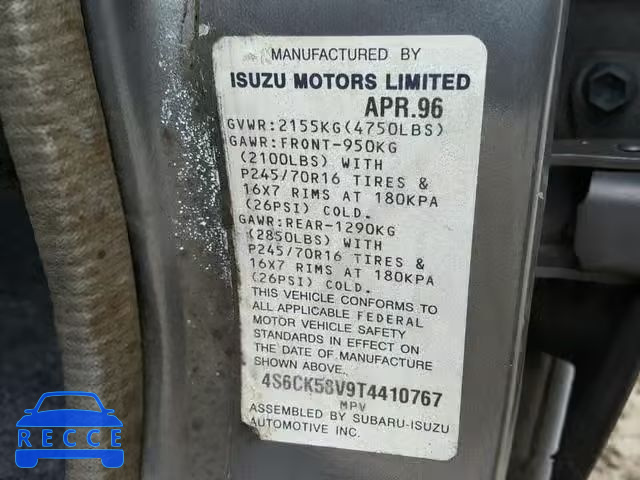 MANUFACTURED BY
ISUZU MOTORS LIMITED
APR.96
GVWR:2155KG(4750LBS)
GAWR:FRONT-950KG
(2100LBS) WITH
P245/70R16 TIRES &
16X7 RIMS AT 180KPA
(26PSI) COLD.
GAWR:REAR-1290KG
(2850LBS) WITH
P245/70R16 TIRES &
16X7 RIMS AT 180KPA
(26PSI) COLD.
THIS VEHICLE CONFORMS TO
ALL APPLICABLE FEDERAL
MOTOR VEHICLE SAFETY
STANDARDS IN EFFECT ON
THE DATE OF MANUFACTURE
SHOWN ABOVE.
4S6CK58V9T4410767
MPV
ASSEMBLED BY SUBARU-ISUZU
AUTOMOTIVE INC.
RECCE